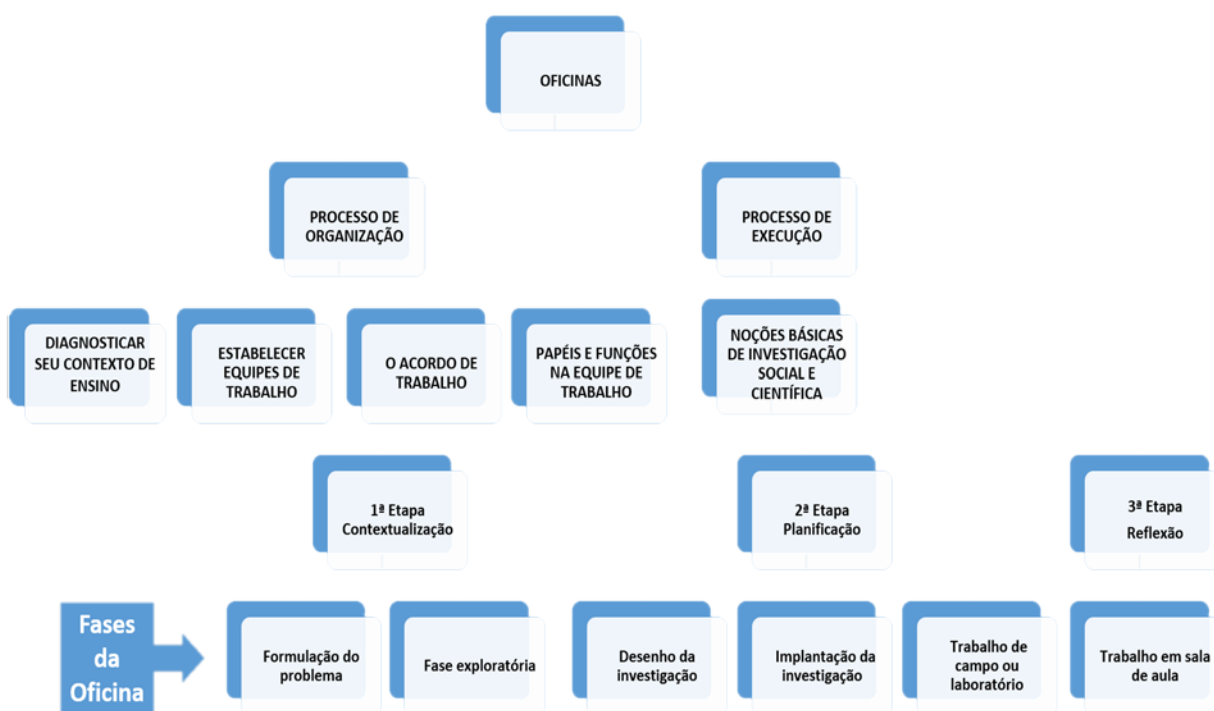 OFICINAS
PROCESSO DE
ORGANIZAÇÃO
PROCESSO DE
EXECUÇÃO
DIAGNOSTICAR
SEU CONTEXTO DE
ENSINO
ESTABELECER
EQUIPES DE
TRABALHO
O ACORDO DE
TRABALHO
PAPÉIS E FUNÇÕES
NA EQUIPE DE
TRABALHO
NOÇÕES BÁSICAS
DE INVESTIGAÇÃO
SOCIAL E
CIENTÍFICA
1ª Etapa
Contextualização
2ª Etapa
Planificação
3ª Etapa
Reflexão
Fases
da
Oficina
Formulação do
problema
Fase exploratória
Desenho da
investigação
Implantação da
investigação
Trabalho de
campo ou
laboratório
Trabalho em sala
de aula